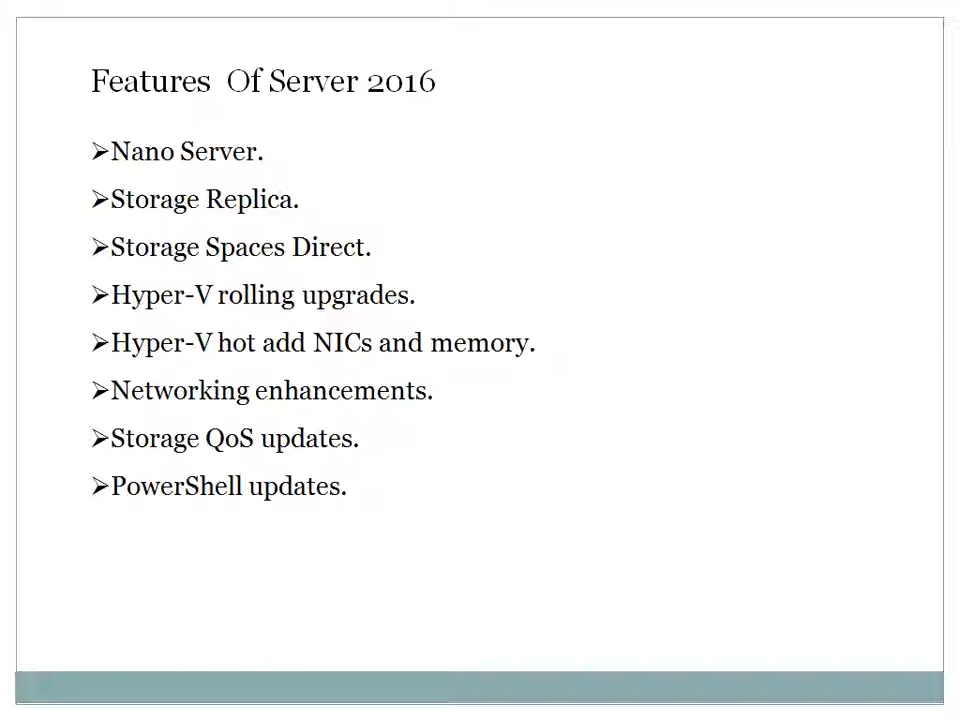 Features Of Server 2016
➢Nano Server.
➢Storage Replica.
➢Storage Spaces Direct.
➢Hyper-V rolling upgrades.
➢Hyper-V hot add NICs and memory.
➢Networking enhancements.
➢Storage QoS updates.
➢PowerShell updates.